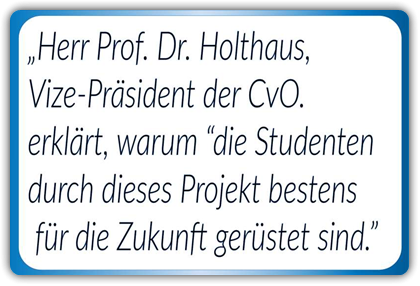 „Herr Prof. Dr. Holthaus,
Vize-Präsident der CvO.
erklärt, warum “die Studenten
durch dieses Projekt bestens
für die Zukunft gerüstet sind.”